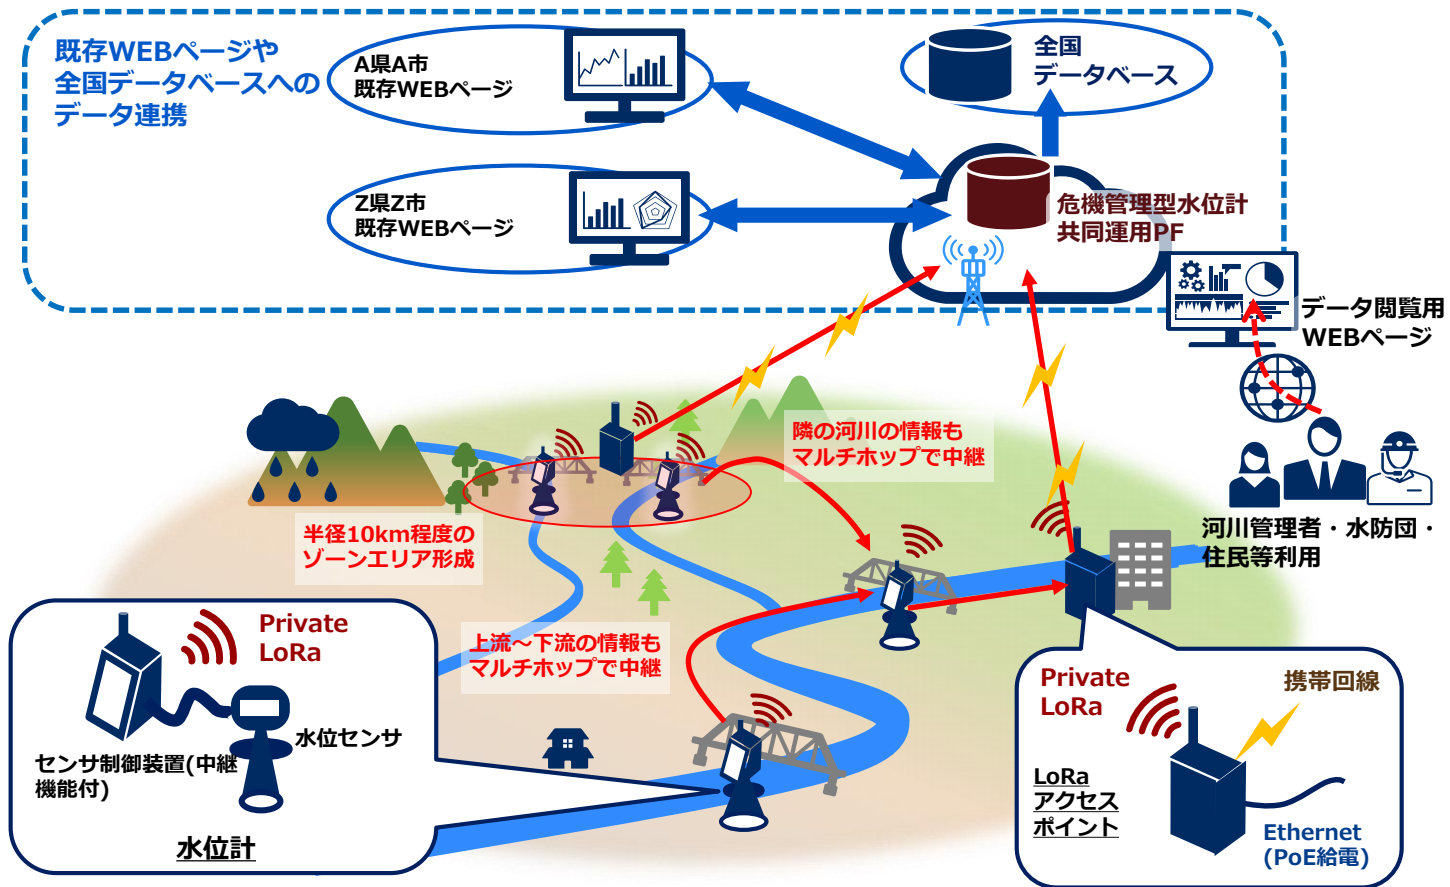 既存WEBページや
全国データベースへの
データ連携
A県A市
既存WEBページ
全国
データベース
Z県Z市
既存WEBページ
危機管理型水位計
共同運用PF
データ閲覧用
WEBページ
隣の河川の情報も
マルチホップで中継
河川管理者・水防団・
住民等利用
半径10km程度の
ゾーンエリア形成
上流～下流の情報も
マルチホップで中継
Private
LoRa
水位センサ
センサ制御装置(中継
機能付)
水位計
Private
LoRa
携帯回線
LoRa
アクセス
ポイント
Ethernet
(PoE給電)